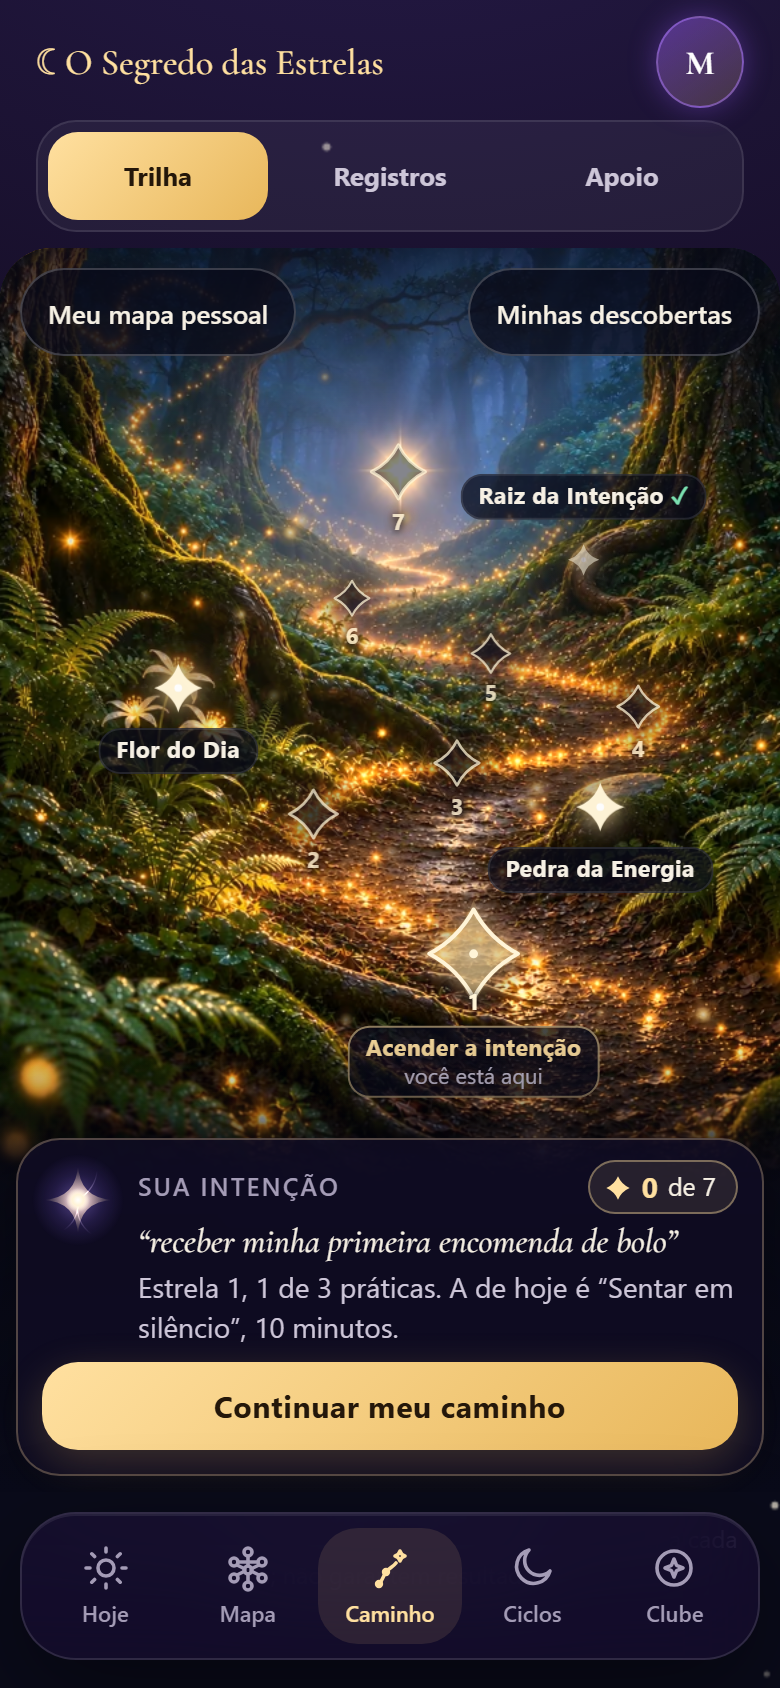 O Segredo das Estrelas
M
Trilha
Registros
Apoio
Meu mapa pessoal
Minhas descobertas
7
Raiz da Intenção ✓
6
5
4
Flor do Dia
3
2
Pedra da Energia
1
Acender a intenção
você está aqui
SUA INTENÇÃO
0 de 7
“receber minha primeira encomenda de bolo”
Estrela 1, 1 de 3 práticas. A de hoje é “Sentar em
silêncio”, 10 minutos.
Continuar meu caminho
cada
Hoje
Mapa
Caminho
Ciclos
Clube